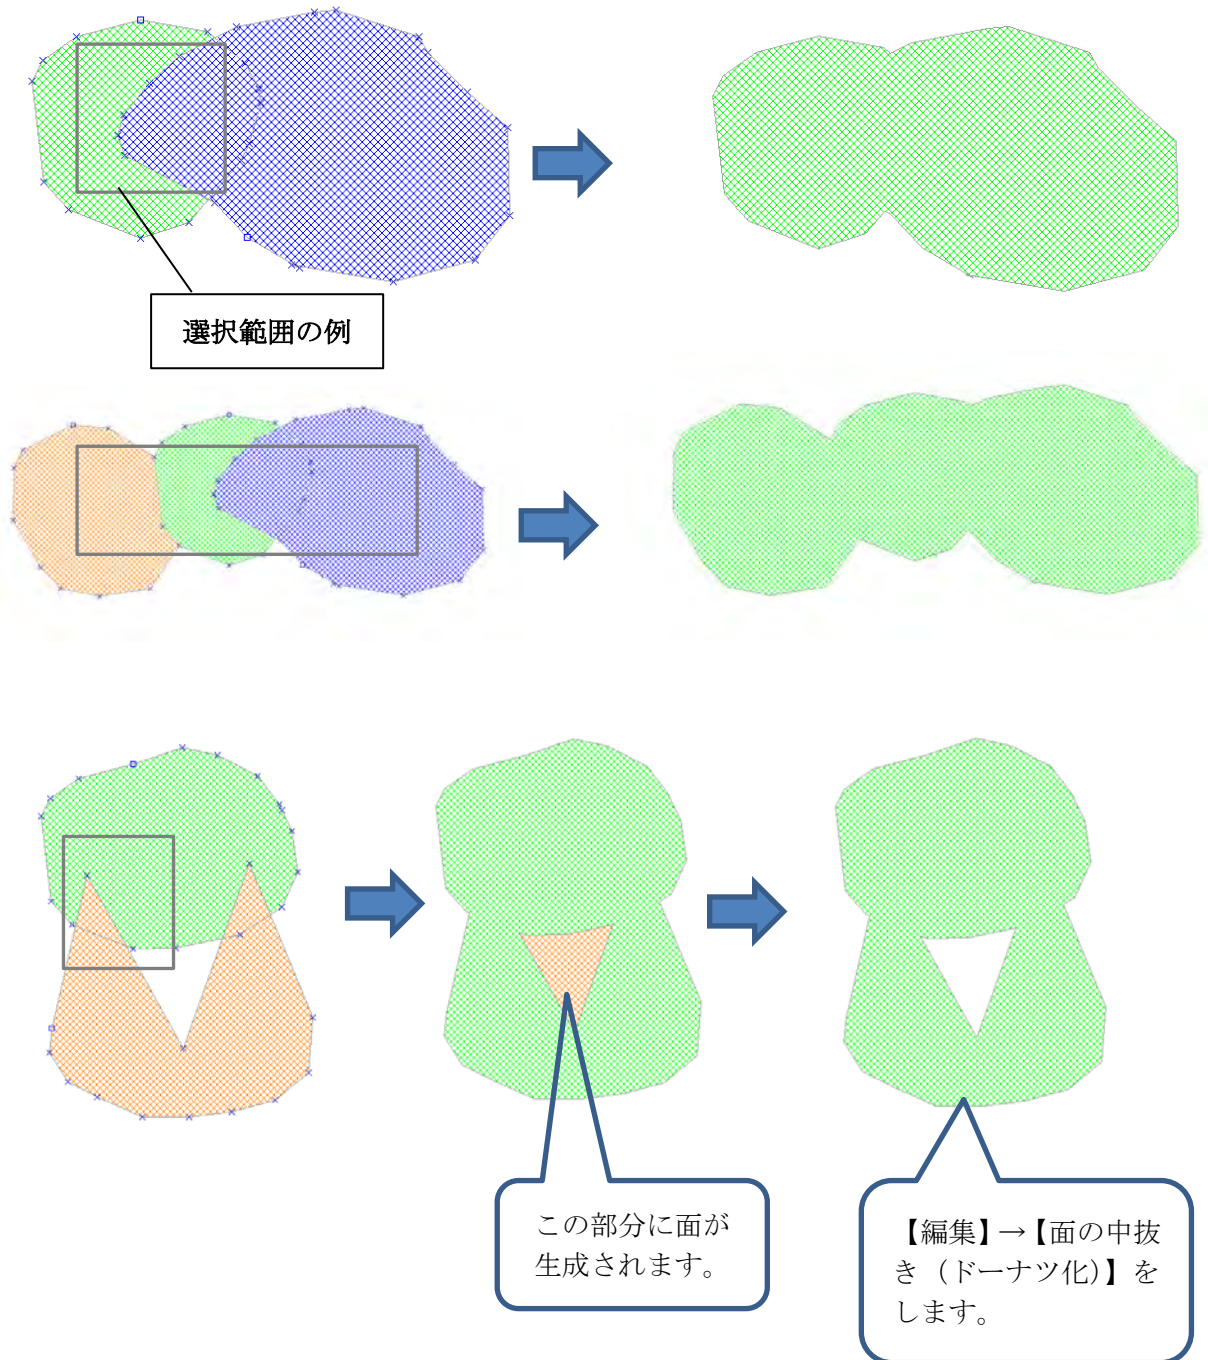 選択範囲の例
この部分に面が
生成されます。
【編集】→【面の中抜
き（ドーナツ化）】を
します。